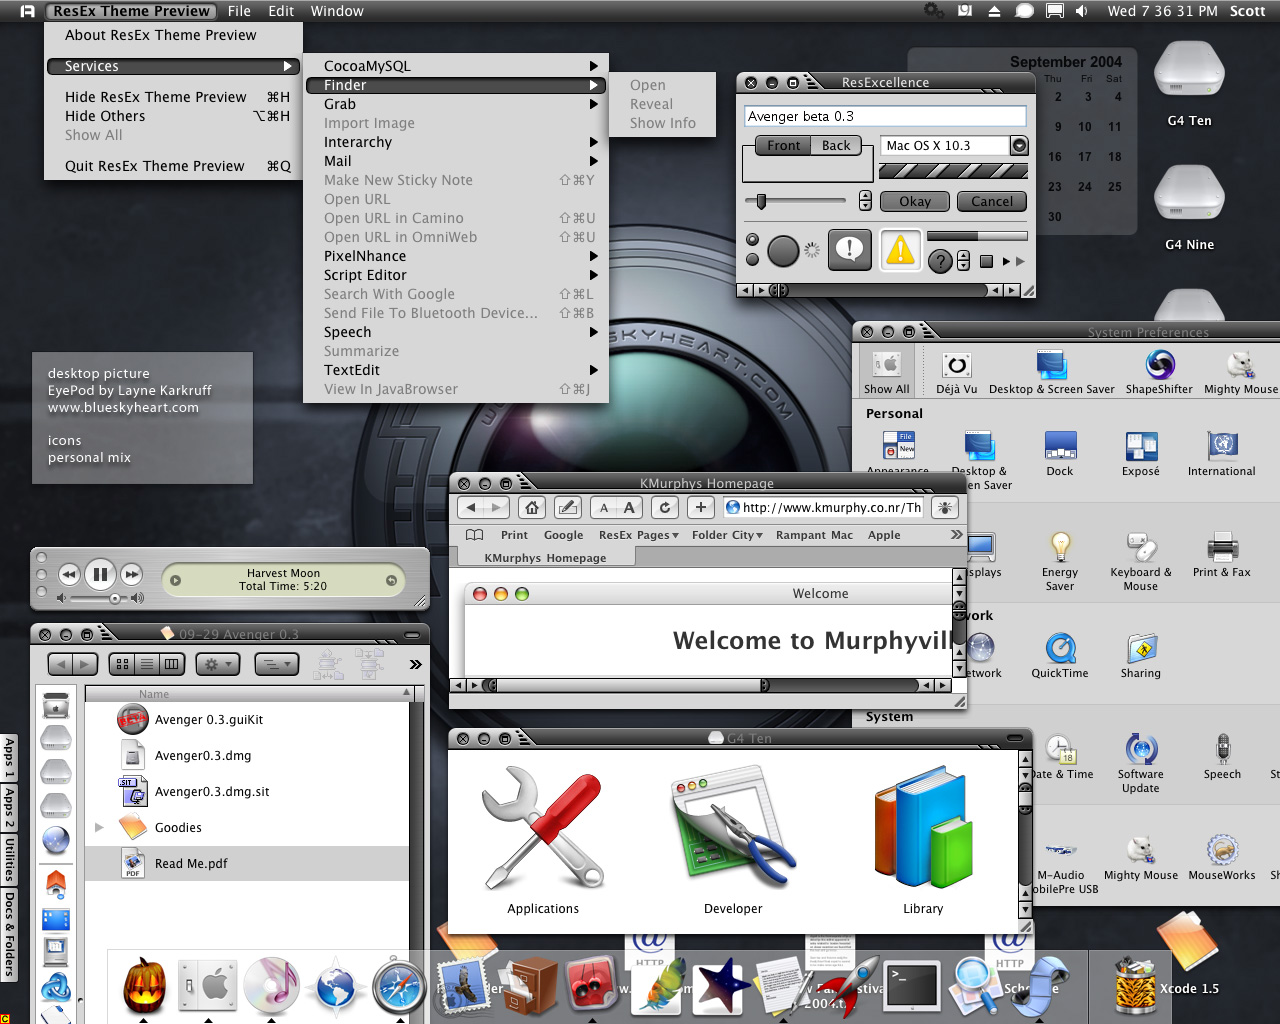 ResEx Theme Preview File Edit Window
Wed 7 36 31 PM Scott
About ResEx Theme Preview
Services
Hide ResEx Theme Preview ⌘H
Hide Others ⌥⌘H
Show All
Quit ResEx Theme Preview ⌘Q
CocoaMySQL
Finder
Grab
Import Image
Interarchy
Mail
Make New Sticky Note ⇧⌘Y
Open URL
Open URL in Camino ⇧⌘U
Open URL in OmniWeb ⇧⌘U
PixelNhance
Script Editor
Search With Google ⇧⌘L
Send File To Bluetooth Device... ⇧⌘B
Speech
Summarize
TextEdit
View In JavaBrowser ⇧⌘J
Open
Reveal
Show Info
ResExcellence
Avenger beta 0.3
Front Back
Mac OS X 10.3
Okay Cancel
September 2004
Thu Fri Sat
2 3 4
9 10 11
16 17 18
23 24 25
30
G4 Ten
G4 Nine
SKYHEART.COM
desktop picture
EyePod by Layne Karkruff
www.blueskyheart.com
icons
personal mix
System Preferences
Show All Déjà Vu Desktop & Screen Saver ShapeShifter Mighty Mouse
Personal
Appearance Desktop & Dock Exposé International
Screen Saver
Energy Saver
Keyboard & Mouse
Print & Fax
QuickTime Sharing
System
Date & Time Software Update Speech
M-Audio
USB
Mighty Mouse MouseWorks
KMurphys Homepage
A A
http://www.kmurphy.co.nr/Th
Print Google ResEx Pages Folder City Rampant Mac Apple
KMurphys Homepage
Welcome
Welcome to Murphyvill
Harvest Moon
Total Time: 5:20
09-29 Avenger 0.3
Name
Avenger 0.3.guiKit
Avenger0.3.dmg
Avenger0.3.dmg.sit
Goodies
Read Me.pdf
SIT
PDF
Apps 1
Apps 2
Utilities
Docs & Folders
G4 Ten
Applications Developer Library
HTTP
HTTP
Xcode 1.5